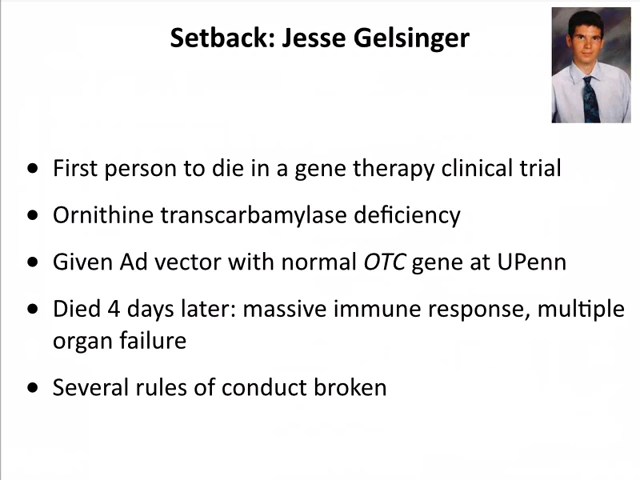 Setback: Jesse Gelsinger
• First person to die in a gene therapy clinical trial
• Ornithine transcarbamylase deficiency
• Given Ad vector with normal OTC gene at UPenn
• Died 4 days later: massive immune response, multiple
organ failure
• Several rules of conduct broken